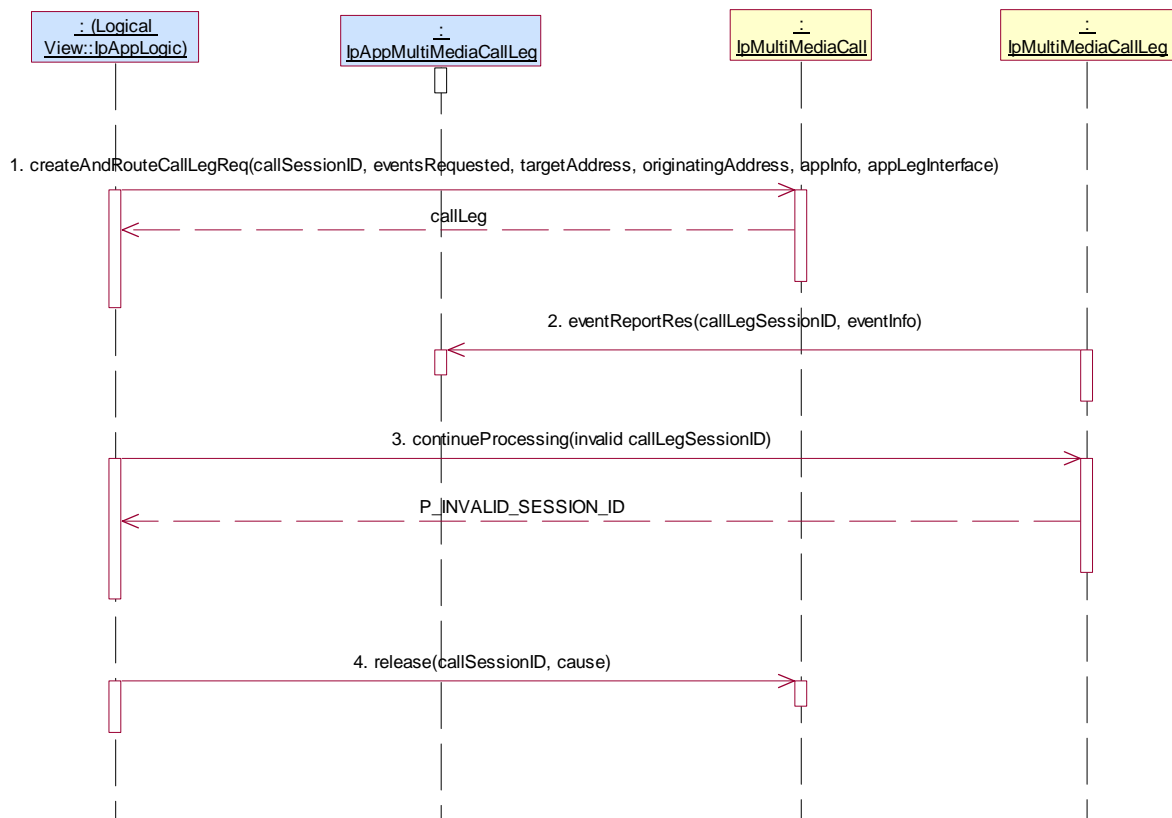 : (Logical
View::IpAppLogic)
:
IpAppMultiMediaCallLeg
:
IpMultiMediaCall
:
IpMultiMediaCallLeg
1. createAndRouteCallLegReq(callSessionID, eventsRequested, targetAddress, originatingAddress, appInfo, appLegInterface)
callLeg
2. eventReportRes(callLegSessionID, eventInfo)
3. continueProcessing(invalid callLegSessionID)
P_INVALID_SESSION_ID
4. release(callSessionID, cause)